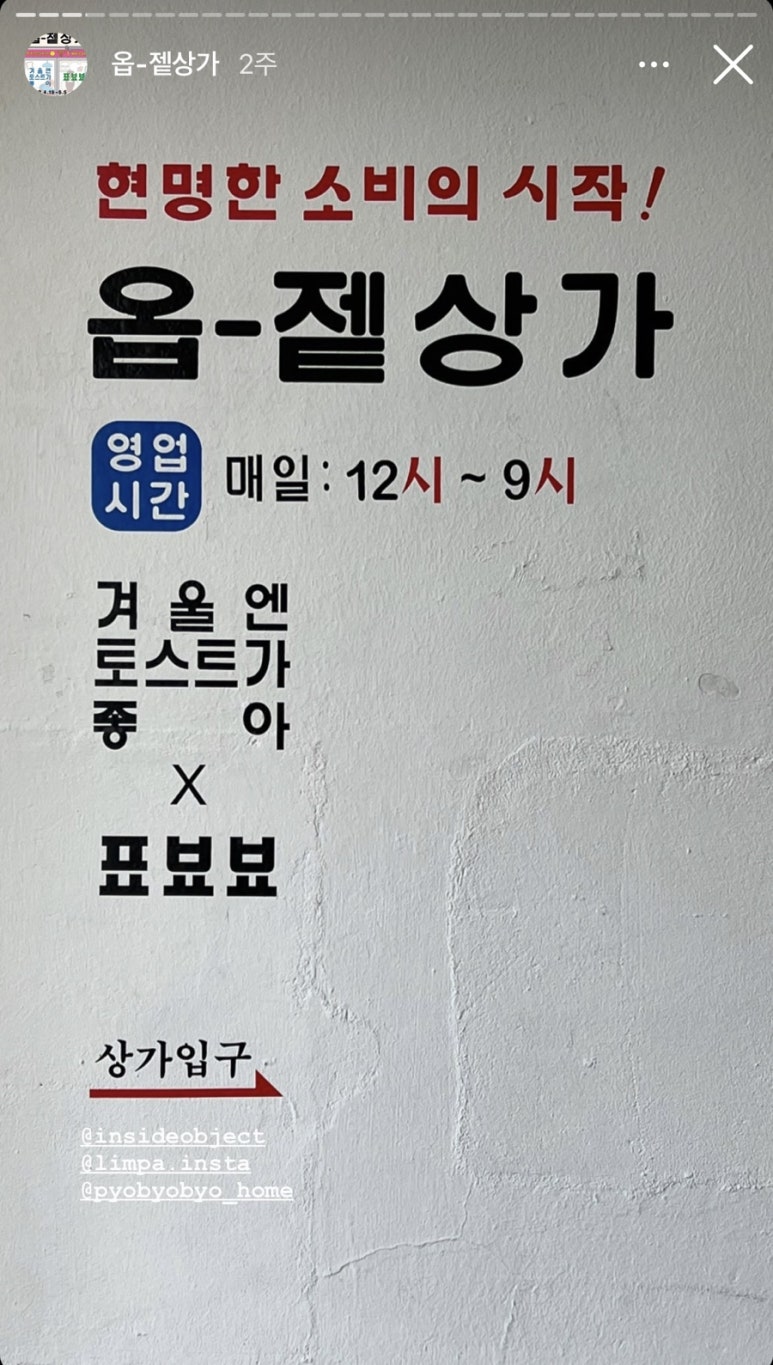 옵-젵상가 2주
현명한 소비의 시작!
옵-젵상가
영업
시간
매일: 12시 ~ 9시
겨울엔
토스트가
좋아
X
표뵤뵤
상가입구
@insideobject
@limpa.insta
@pyobyobyo_home